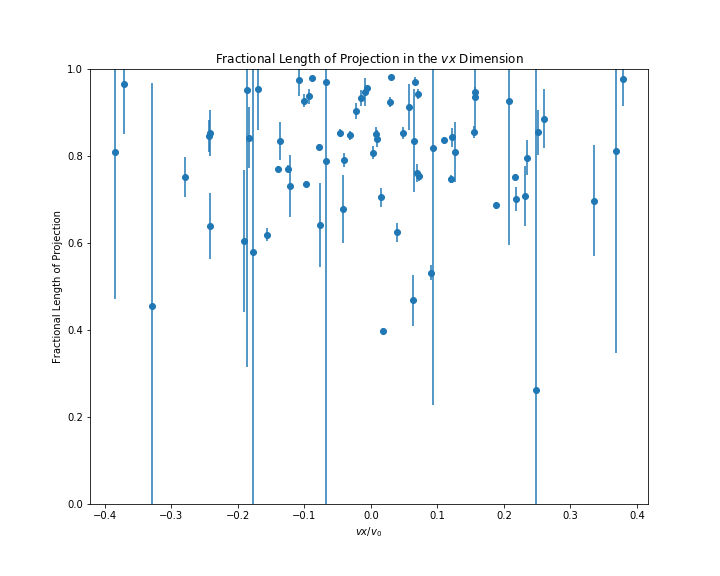 Fractional Length of Projection in the vx Dimension
1.0
0.8
0.6
0.4
0.2
0.0
Fractional Length of Projection
−0.4 −0.3 −0.2 −0.1 0.0 0.1 0.2 0.3 0.4
vx/v₀